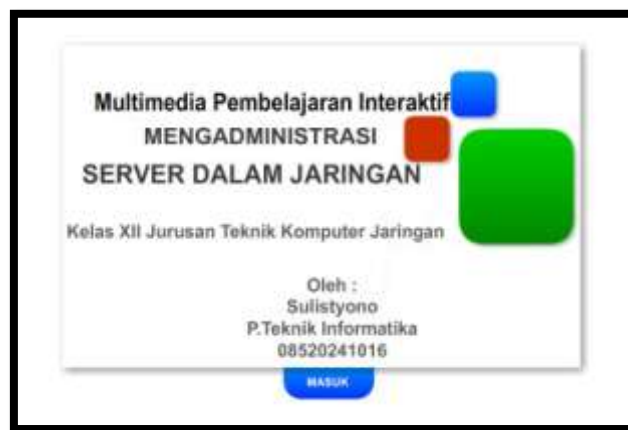 Multimedia Pembelajaran Interaktif
MENGADMINISTRASI
SERVER DALAM JARINGAN
Kelas XII Jurusan Teknik Komputer Jaringan
Oleh :
Sulistyono
P.Teknik Informatika
08520241016
MASUK